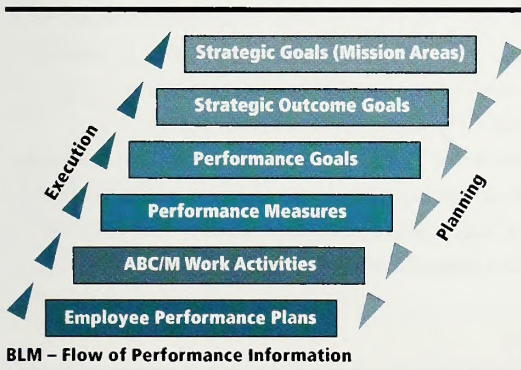 Strategic Goals (Mission Areas)
Strategic Outcome Goals
Performance Goals
Performance Measures
ABC/M Work Activities
Employee Performance Plans
Execution
Planning
BLM – Flow of Performance Information